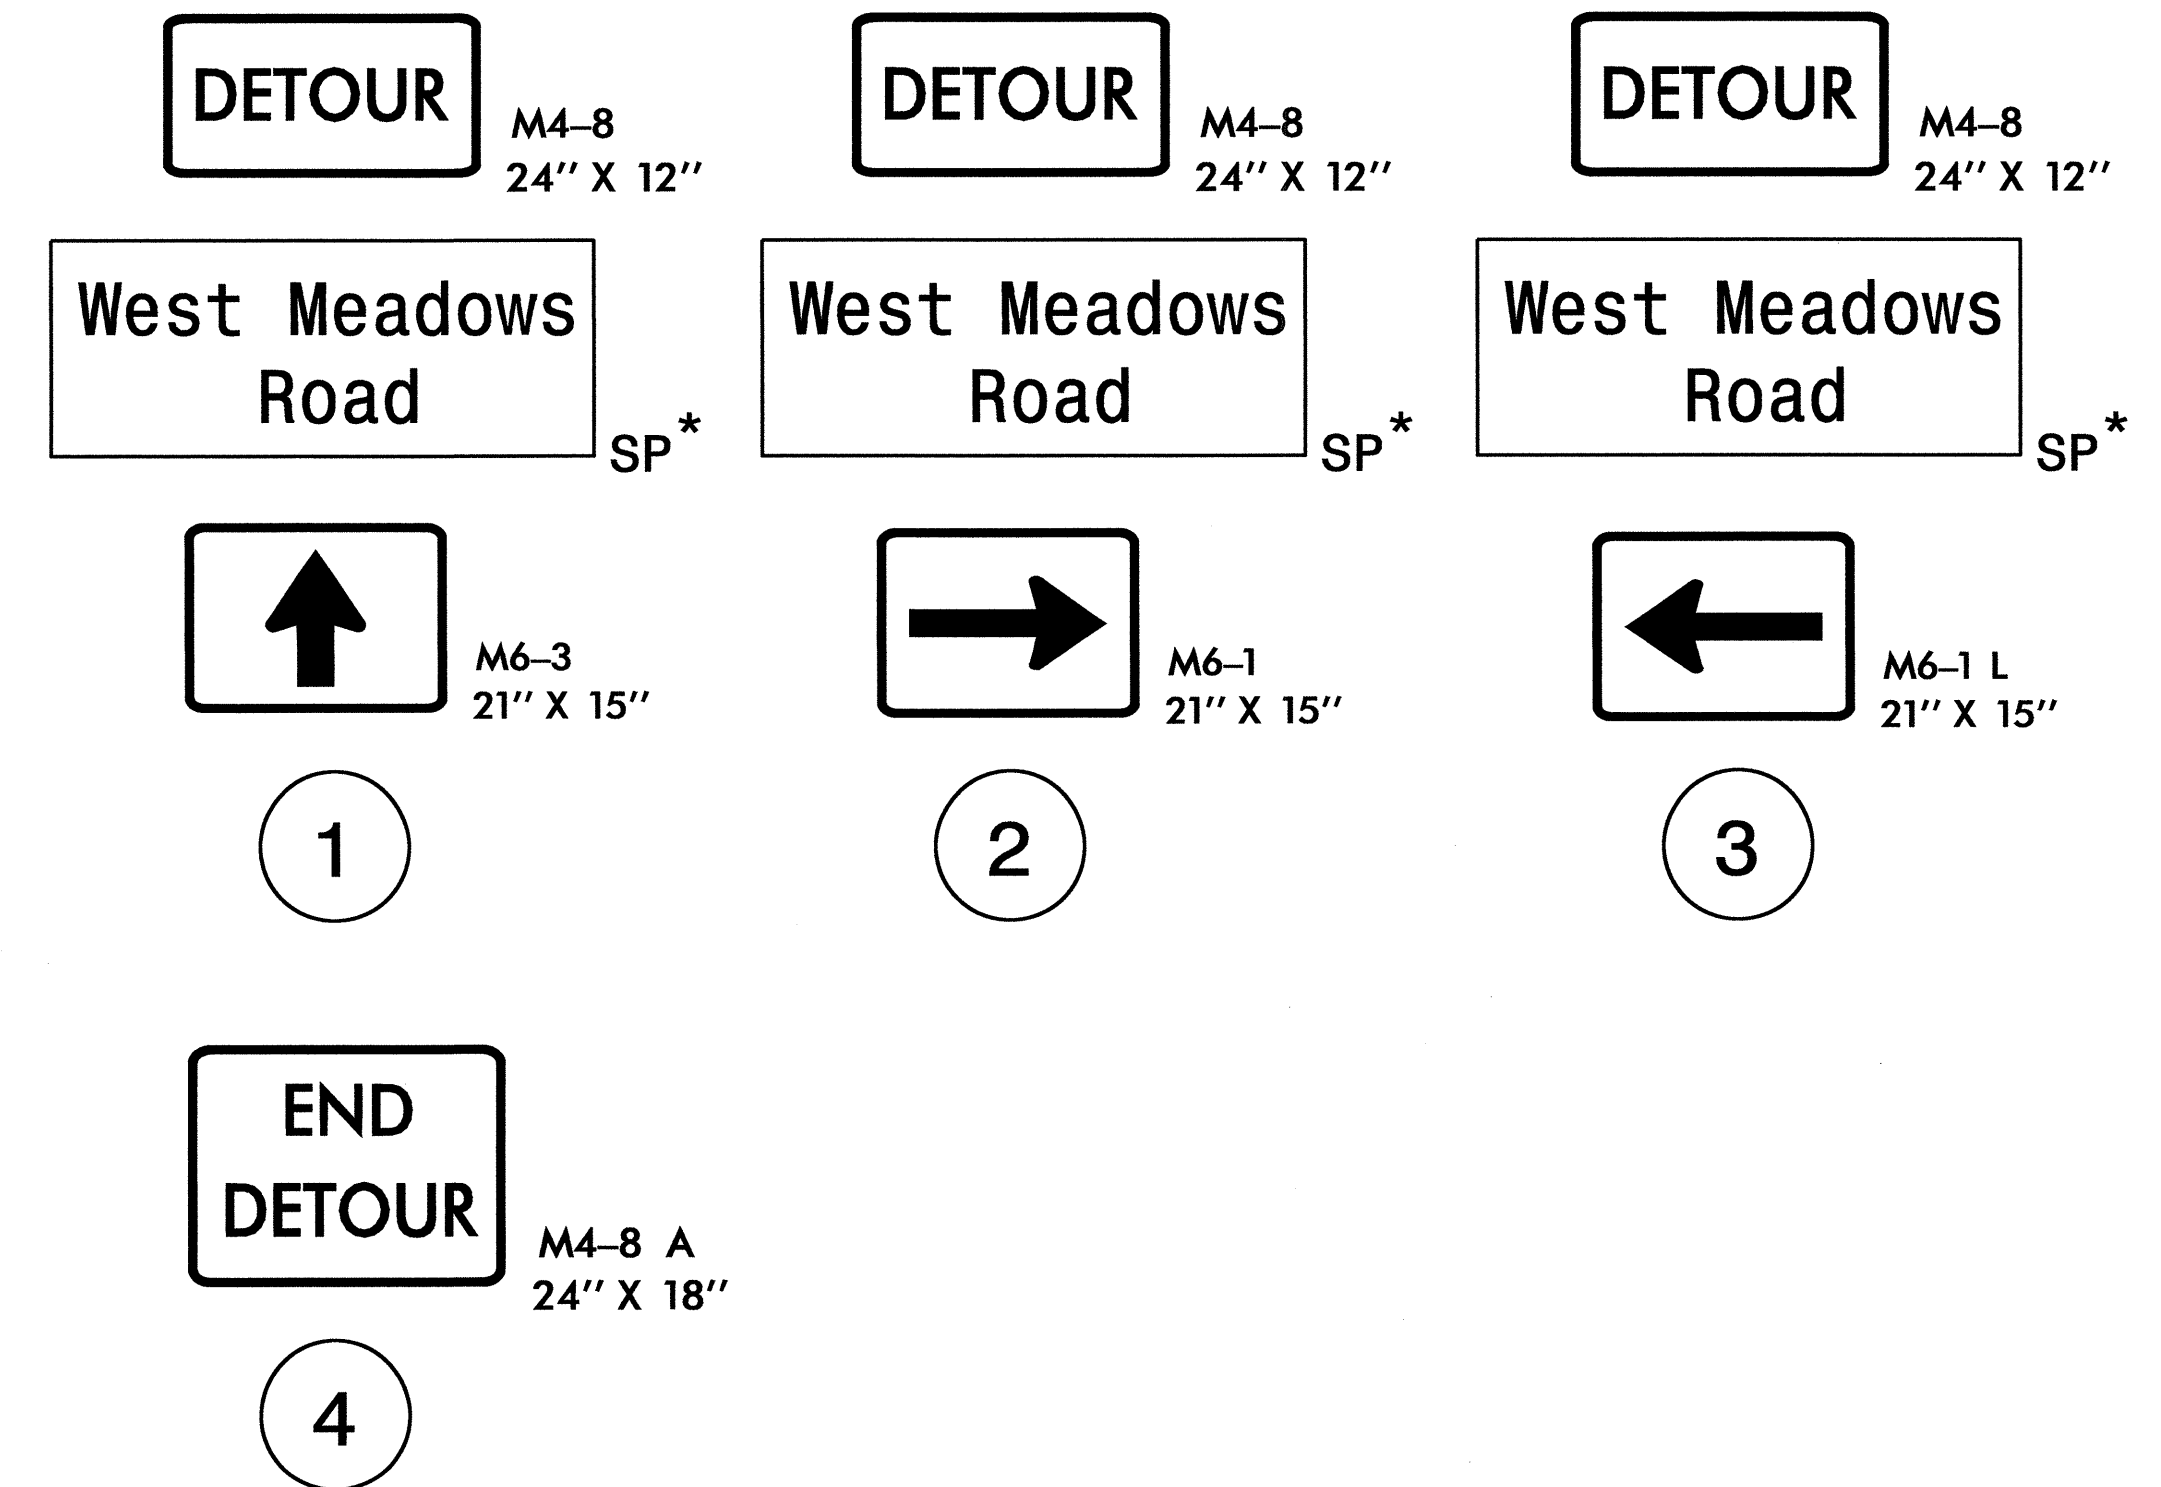 DETOUR
M4–8
24" X 12"
West Meadows
Road
SP*
M6–3
21" X 15"
1
DETOUR
M4–8
24" X 12"
West Meadows
Road
SP*
M6–1
21" X 15"
2
DETOUR
M4–8
24" X 12"
West Meadows
Road
SP*
M6–1 L
21" X 15"
3
END
DETOUR
M4–8 A
24" X 18"
4